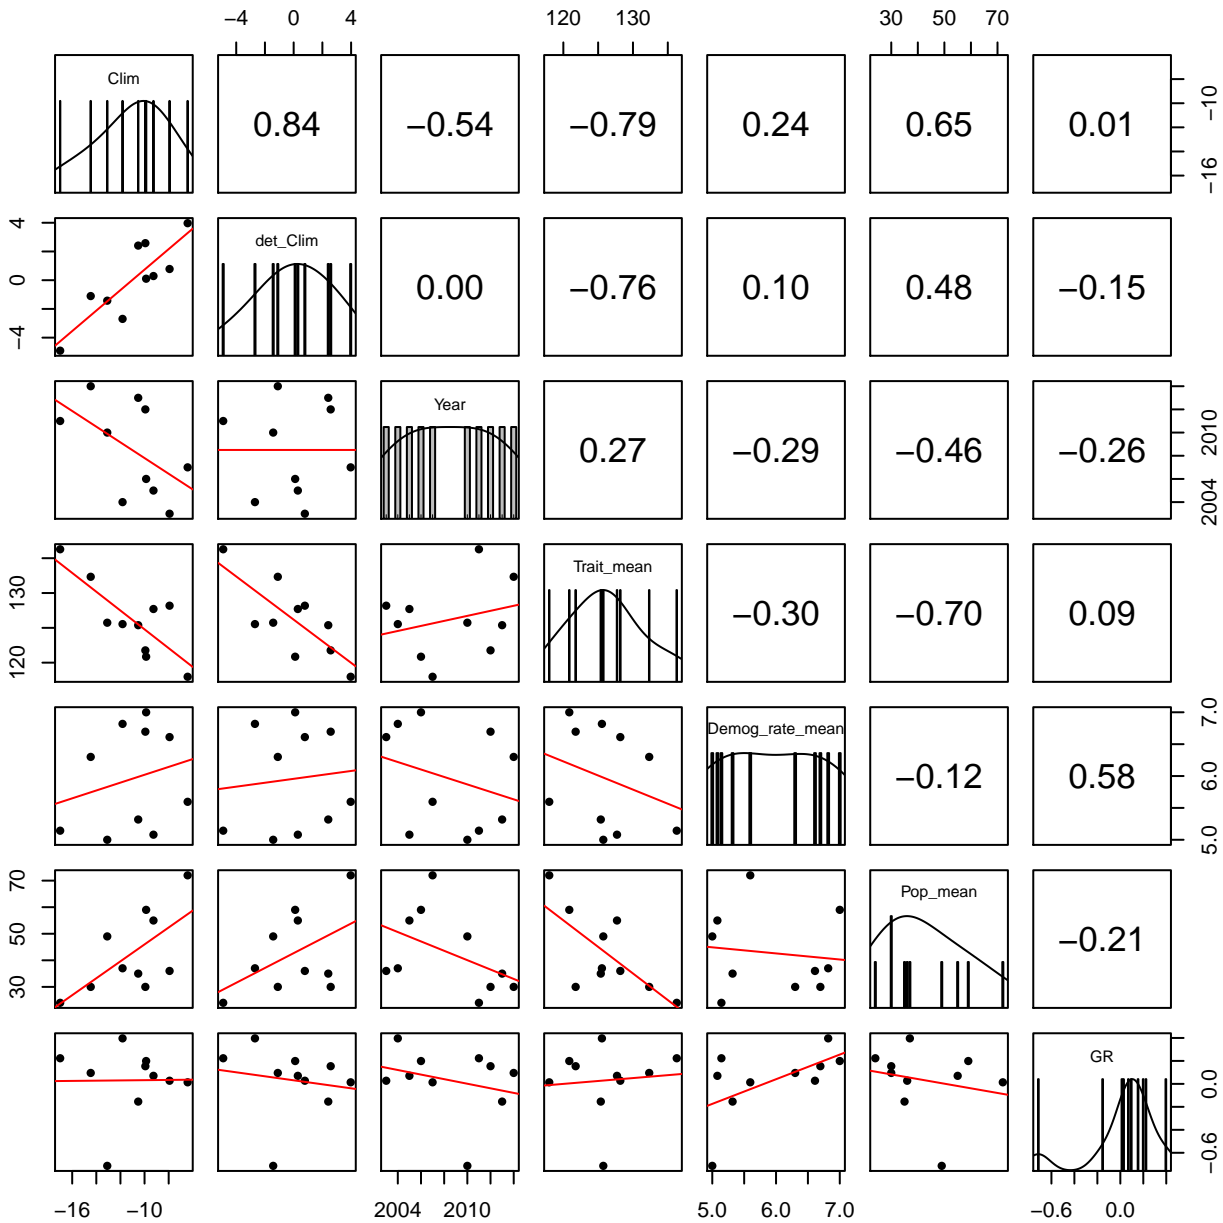 −4 0 4 120 130 30 50 70
Clim 0.84 −0.54 −0.79 0.24 0.65 0.01 −16 −10
−4 0 4 det_Clim 0.00 −0.76 0.10 0.48 −0.15
Year 0.27 −0.29 −0.46 −0.26 2004 2010
120 130 Trait_mean −0.30 −0.70 0.09
Demog_rate_mean −0.12 0.58 5.0 6.0 7.0
30 50 70 Pop_mean −0.21
GR −0.6 0.0
−16 −10 2004 2010 5.0 6.0 7.0 −0.6 0.0